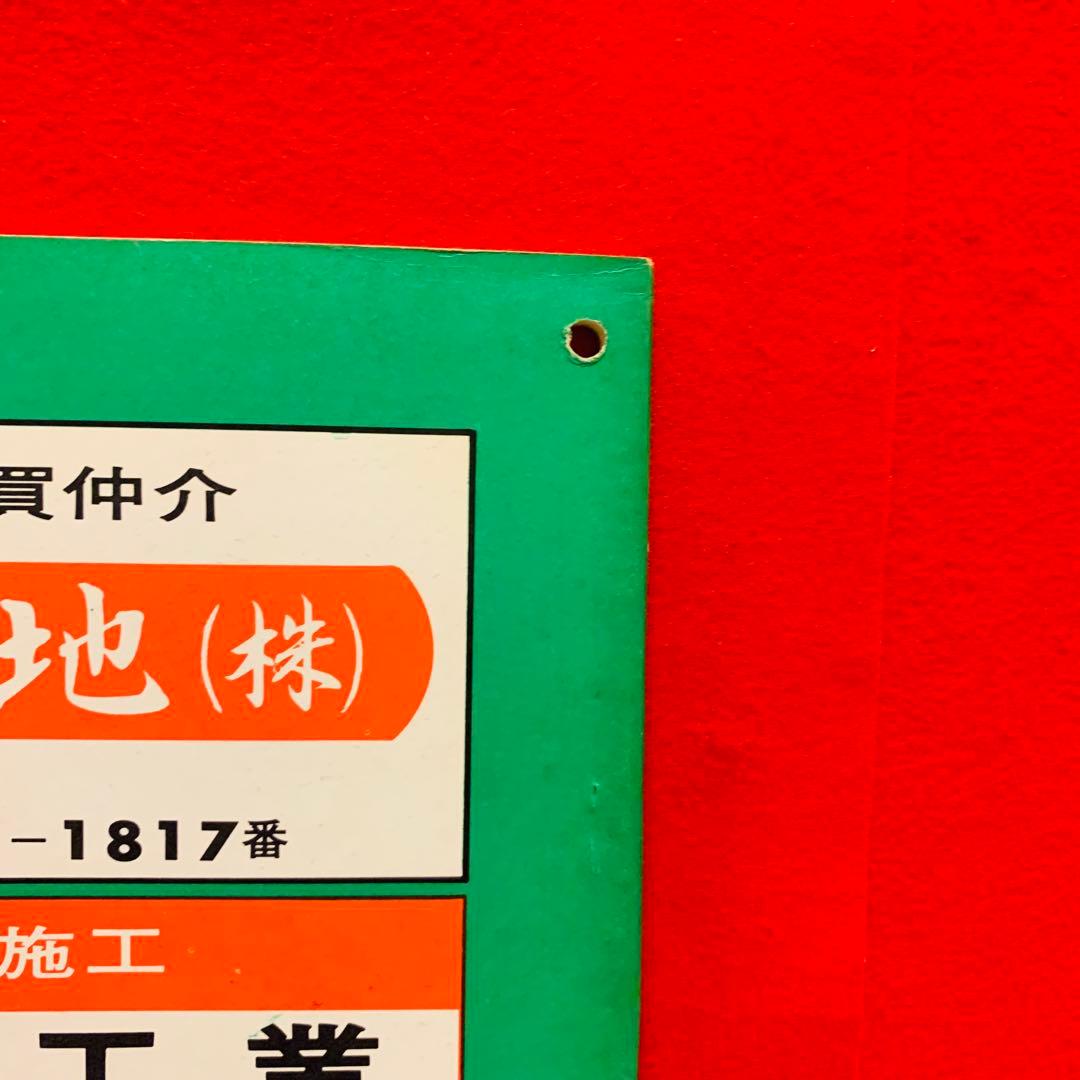 買仲介
地(株)
-1817番
施工
工業